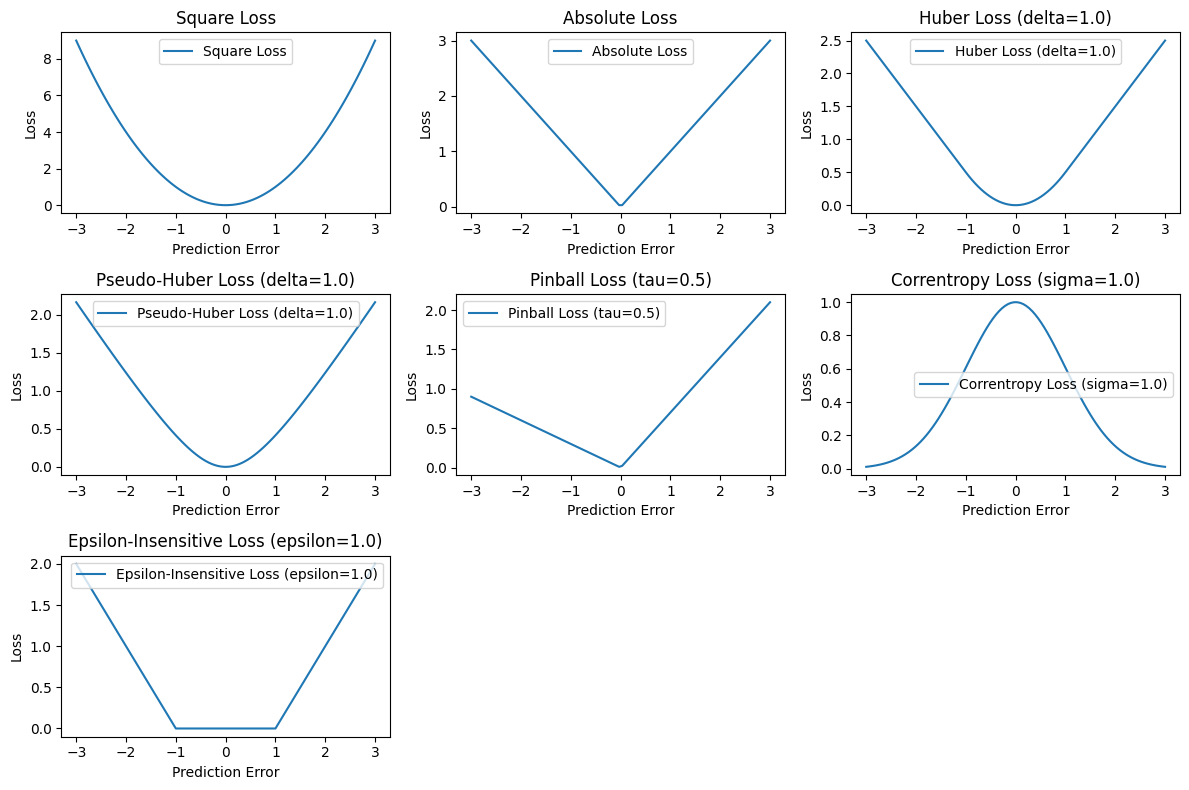 Square Loss
Square Loss
Loss
8
6
4
2
0
−3 −2 −1 0 1 2 3
Prediction Error
Absolute Loss
Absolute Loss
Loss
3
2
1
0
−3 −2 −1 0 1 2 3
Prediction Error
Huber Loss (delta=1.0)
Huber Loss (delta=1.0)
Loss
2.5
2.0
1.5
1.0
0.5
0.0
−3 −2 −1 0 1 2 3
Prediction Error
Pseudo-Huber Loss (delta=1.0)
Pseudo-Huber Loss (delta=1.0)
Loss
2.0
1.5
1.0
0.5
0.0
−3 −2 −1 0 1 2 3
Prediction Error
Pinball Loss (tau=0.5)
Pinball Loss (tau=0.5)
Loss
2.0
1.5
1.0
0.5
0.0
−3 −2 −1 0 1 2 3
Prediction Error
Correntropy Loss (sigma=1.0)
Correntropy Loss (sigma=1.0)
Loss
1.0
0.8
0.6
0.4
0.2
0.0
−3 −2 −1 0 1 2 3
Prediction Error
Epsilon-Insensitive Loss (epsilon=1.0)
Epsilon-Insensitive Loss (epsilon=1.0)
Loss
2.0
1.5
1.0
0.5
0.0
−3 −2 −1 0 1 2 3
Prediction Error